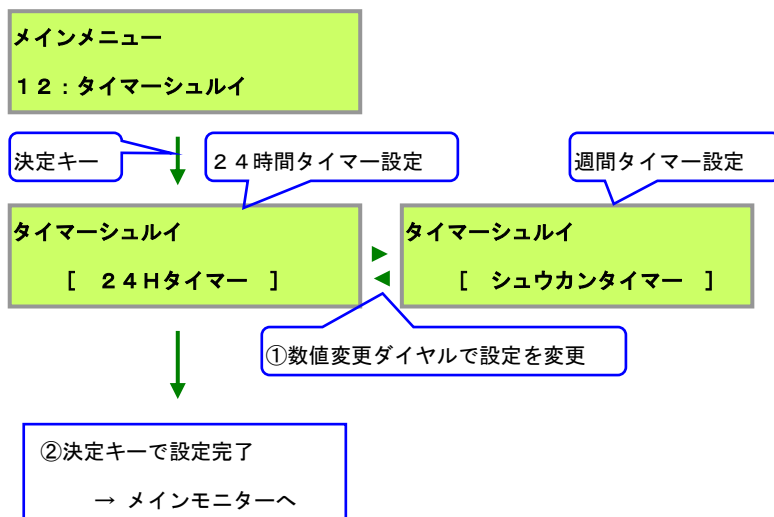 メインメニュー
１２：タイマーシュルイ
決定キー
２４時間タイマー設定
週間タイマー設定
タイマーシュルイ
［　２４Hタイマー　］
タイマーシュルイ
［　シュウカンタイマー　］
①数値変更ダイヤルで設定を変更
②決定キーで設定完了
→ メインモニターへ